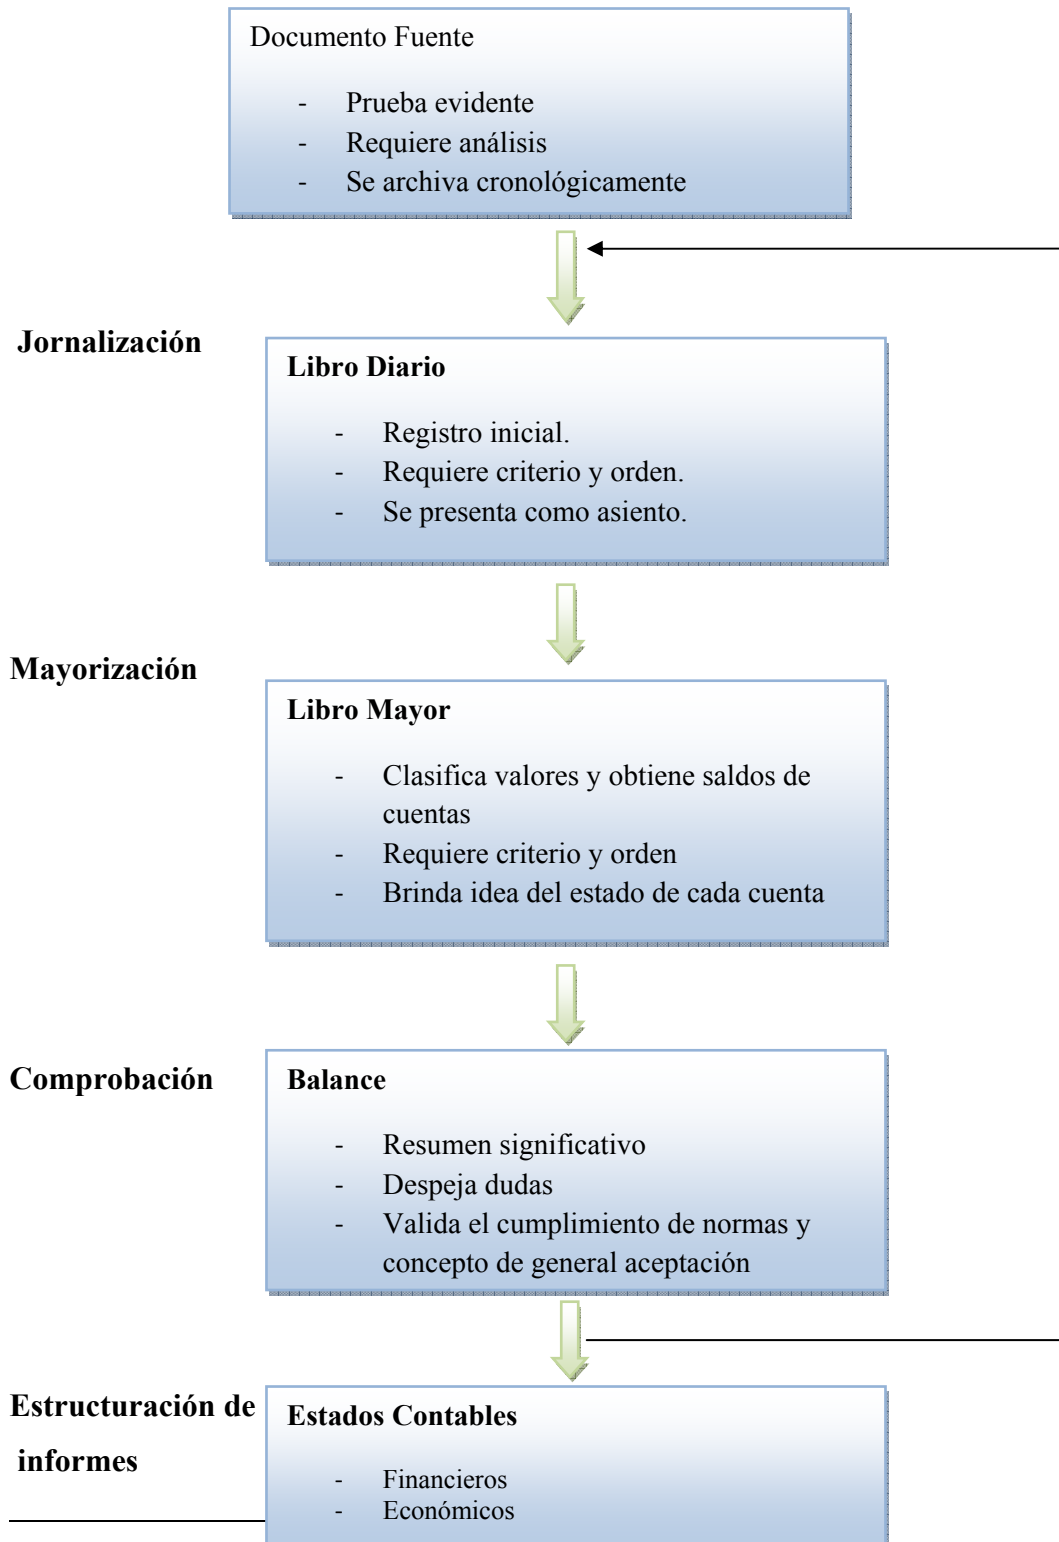 Documento Fuente
- Prueba evidente
- Requiere análisis
- Se archiva cronológicamente
Jornalización
Libro Diario
- Registro inicial.
- Requiere criterio y orden.
- Se presenta como asiento.
Mayorización
Libro Mayor
- Clasifica valores y obtiene saldos de
cuentas
- Requiere criterio y orden
- Brinda idea del estado de cada cuenta
Comprobación
Balance
- Resumen significativo
- Despeja dudas
- Valida el cumplimiento de normas y
concepto de general aceptación
Estructuración de
informes
Estados Contables
- Financieros
- Económicos